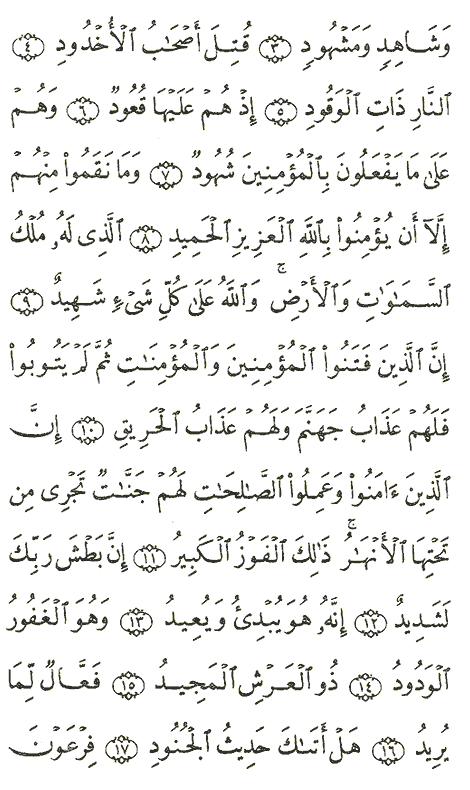 وَشَاهِدٖ وَمَشۡهُودٖ ۝٣ قُتِلَ أَصۡحَٰبُ ٱلۡأُخۡدُودِ ۝٤
ٱلنَّارِ ذَاتِ ٱلۡوَقُودِ ۝٥ إِذۡ هُمۡ عَلَيۡهَا قُعُودٞ ۝٦ وَهُمۡ
عَلَىٰ مَا يَفۡعَلُونَ بِٱلۡمُؤۡمِنِينَ شُهُودٞ ۝٧ وَمَا نَقَمُواْ مِنۡهُمۡ
إِلَّآ أَن يُؤۡمِنُواْ بِٱللَّهِ ٱلۡعَزِيزِ ٱلۡحَمِيدِ ۝٨ ٱلَّذِي لَهُۥ مُلۡكُ
ٱلسَّمَٰوَٰتِ وَٱلۡأَرۡضِۚ وَٱللَّهُ عَلَىٰ كُلِّ شَيۡءٖ شَهِيدٌ ۝٩
إِنَّ ٱلَّذِينَ فَتَنُواْ ٱلۡمُؤۡمِنِينَ وَٱلۡمُؤۡمِنَٰتِ ثُمَّ لَمۡ يَتُوبُواْ
فَلَهُمۡ عَذَابُ جَهَنَّمَ وَلَهُمۡ عَذَابُ ٱلۡحَرِيقِ ۝١٠ إِنَّ
ٱلَّذِينَ ءَامَنُواْ وَعَمِلُواْ ٱلصَّٰلِحَٰتِ لَهُمۡ جَنَّٰتٞ تَجۡرِي مِن
تَحۡتِهَا ٱلۡأَنۡهَٰرُۚ ذَٰلِكَ ٱلۡفَوۡزُ ٱلۡكَبِيرُ ۝١١ إِنَّ بَطۡشَ رَبِّكَ
لَشَدِيدٌ ۝١٢ إِنَّهُۥ هُوَ يُبۡدِئُ وَيُعِيدُ ۝١٣ وَهُوَ ٱلۡغَفُورُ
ٱلۡوَدُودُ ۝١٤ ذُو ٱلۡعَرۡشِ ٱلۡمَجِيدُ ۝١٥ فَعَّالٞ لِّمَا
يُرِيدُ ۝١٦ هَلۡ أَتَىٰكَ حَدِيثُ ٱلۡجُنُودِ ۝١٧ فِرۡعَوۡنَ